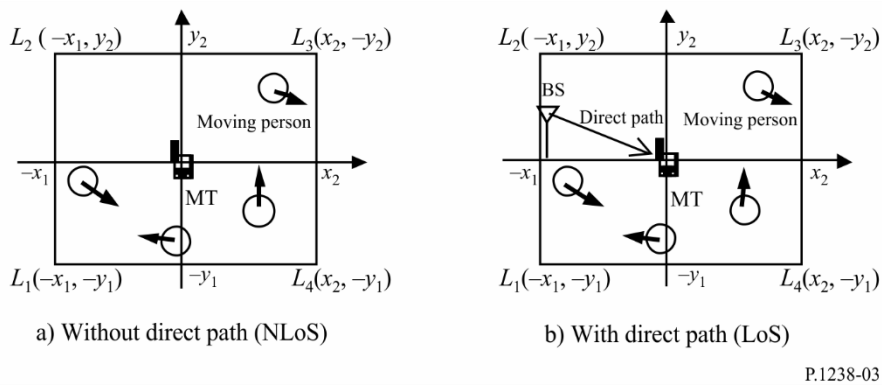 L2 ( –x1, y2)
y2
L3(x2, –y2)
Moving person
–x1
x2
MT
L1(–x1, –y1)
–y1
L4(x2, –y1)
a) Without direct path (NLoS)
L2(–x1, y2)
y2
L3(x2, –y2)
BS
Direct path
Moving person
–x1
x2
MT
L1(–x1, –y1)
–y1
L4(x2, –y1)
b) With direct path (LoS)
P.1238-03